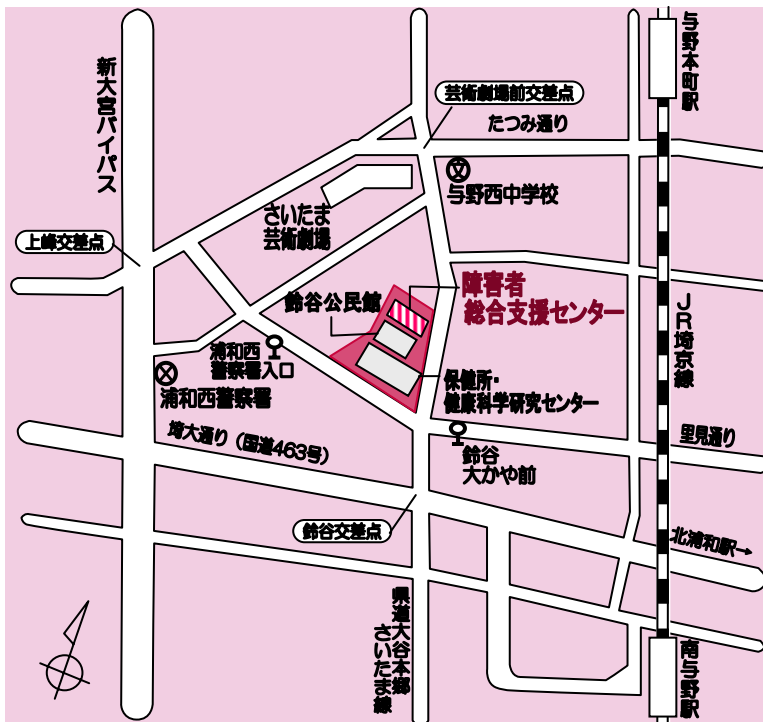 与野本町駅
新大宮バイパス
芸術劇場前交差点
たつみ通り
与野西中学校
さいたま
芸術劇場
上峰交差点
障害者
総合支援センター
鈴谷公民館
JR埼京線
浦和西
警察署入口
浦和西警察署
保健所・
健康科学研究センター
埼大通り（国道463号）
里見通り
鈴谷
大かや前
鈴谷交差点
北浦和駅→
県道大谷本郷
さいたま線
南与野駅